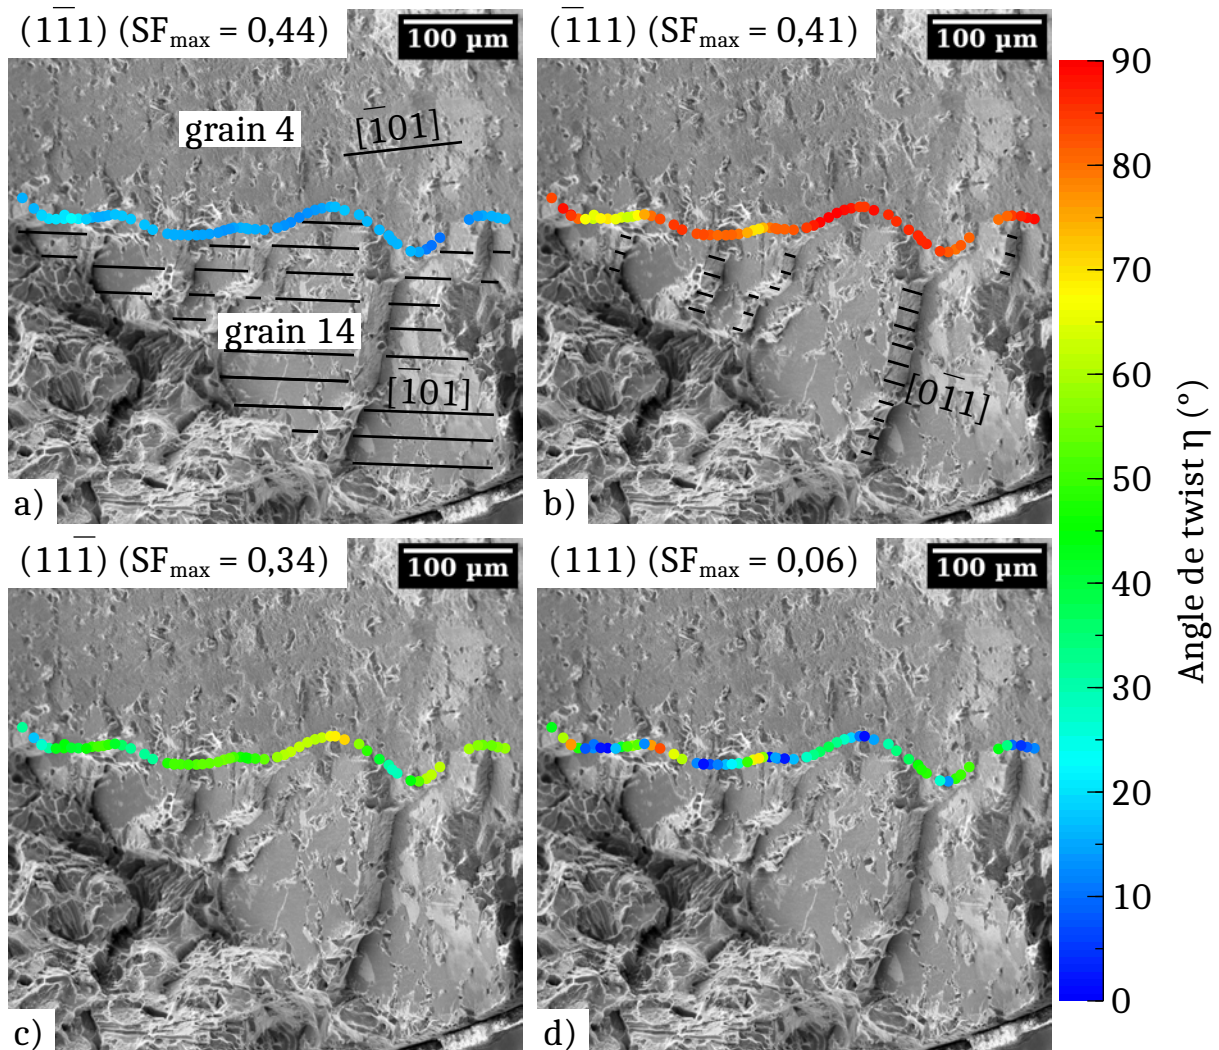 (11̄1) (SFmax = 0,44)
100 µm
grain 4
[1̄01]
grain 14
[1̄01]
a)
(1̄11) (SFmax = 0,41)
100 µm
[01̄1]
b)
(111̄) (SFmax = 0,34)
100 µm
c)
(111) (SFmax = 0,06)
100 µm
d)
90
80
70
60
50
40
30
20
10
0
Angle de twist η (°)